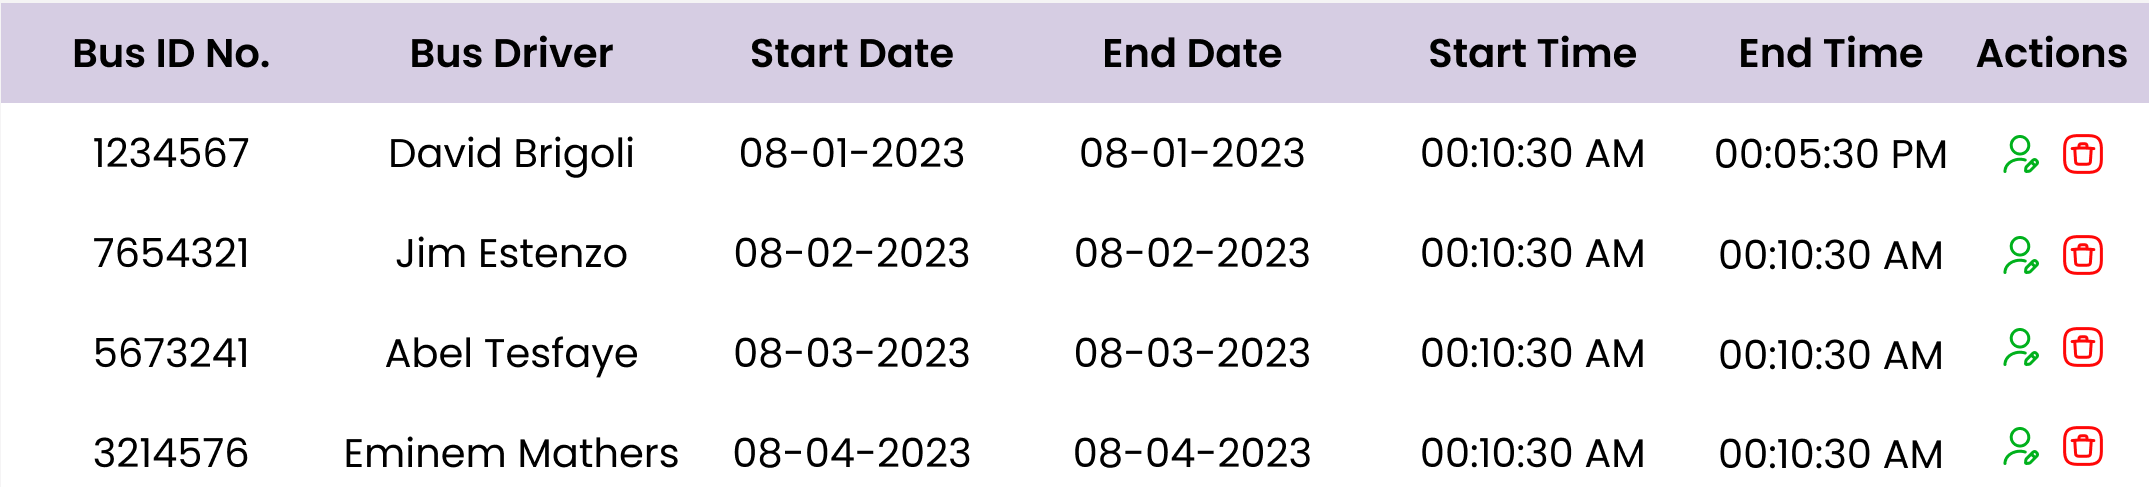 Bus ID No. Bus Driver Start Date End Date Start Time End Time Actions
1234567 David Brigoli 08-01-2023 08-01-2023 00:10:30 AM 00:05:30 PM
7654321 Jim Estenzo 08-02-2023 08-02-2023 00:10:30 AM 00:10:30 AM
5673241 Abel Tesfaye 08-03-2023 08-03-2023 00:10:30 AM 00:10:30 AM
3214576 Eminem Mathers 08-04-2023 08-04-2023 00:10:30 AM 00:10:30 AM